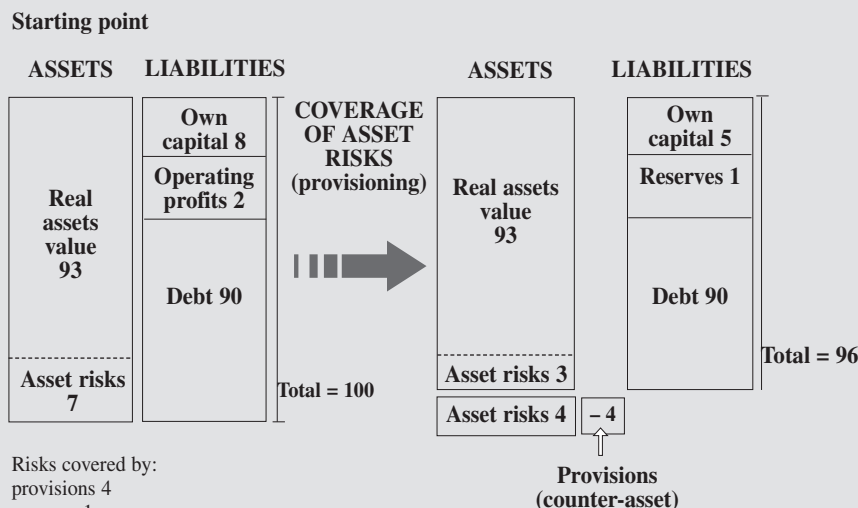 Starting point
ASSETS
LIABILITIES
Real
assets
value
93
Asset risks
7
Own
capital 8
Operating
profits 2
Debt 90
Total = 100
COVERAGE
OF ASSET
RISKS
(provisioning)
ASSETS
LIABILITIES
Real assets
value
93
Asset risks 3
Asset risks 4
– 4
Own
capital 5
Reserves 1
Debt 90
Total = 96
Provisions
(counter-asset)
Risks covered by:
provisions 4